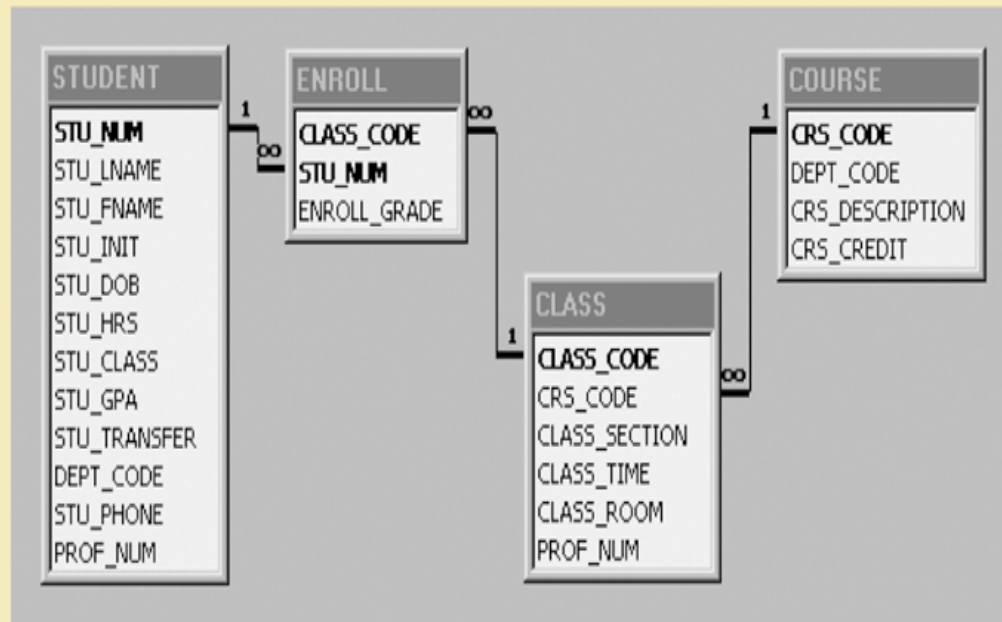 STUDENT
STU_NUM
STU_LNAME
STU_FNAME
STU_INIT
STU_DOB
STU_HRS
STU_CLASS
STU_GPA
STU_TRANSFER
DEPT_CODE
STU_PHONE
PROF_NUM
1
∞
ENROLL
CLASS_CODE
STU_NUM
ENROLL_GRADE
∞
1
CLASS
CLASS_CODE
CRS_CODE
CLASS_SECTION
CLASS_TIME
CLASS_ROOM
PROF_NUM
∞
1
COURSE
CRS_CODE
DEPT_CODE
CRS_DESCRIPTION
CRS_CREDIT